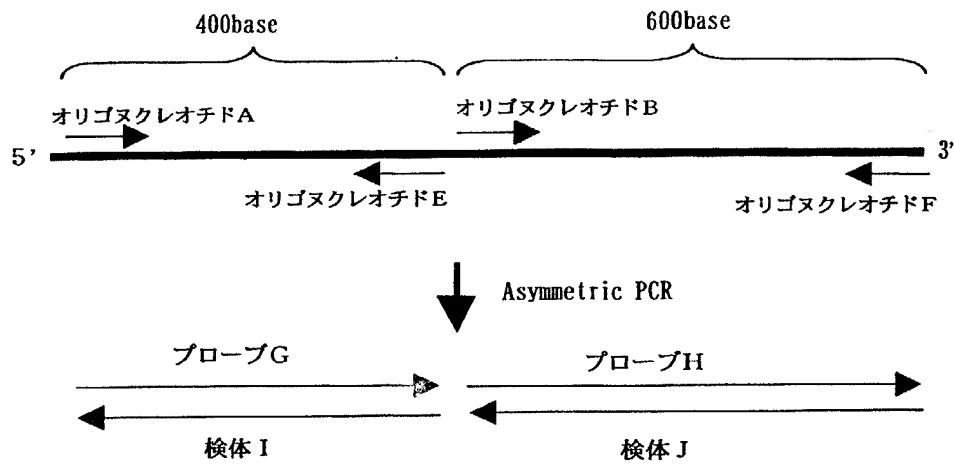 400base 600base
オリゴヌクレオチドA オリゴヌクレオチドB
5' 3'
オリゴヌクレオチドE オリゴヌクレオチドF
Asymmetric PCR
プローブG プローブH
検体I 検体J